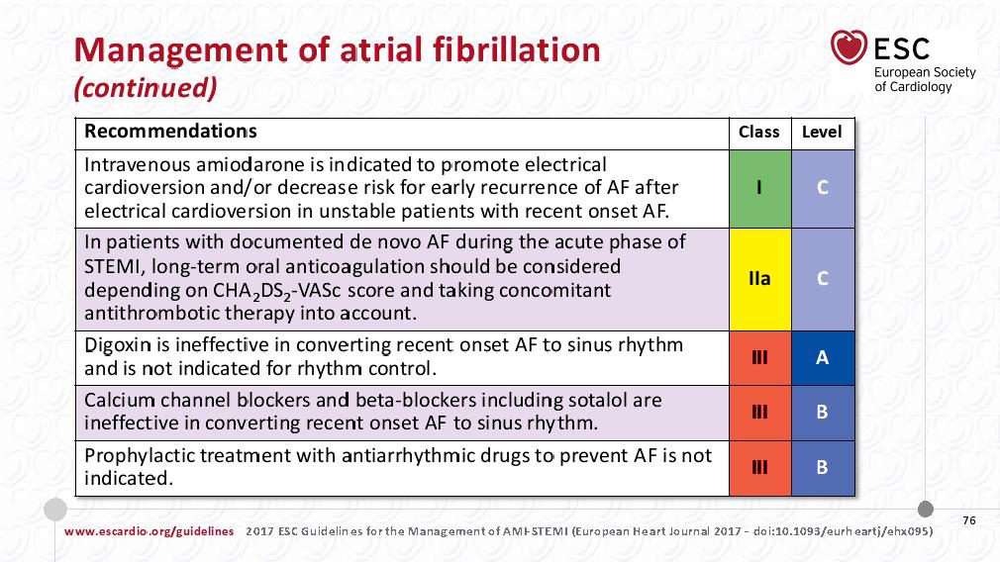 Management of atrial fibrillation
(continued)
ESC
European Society
of Cardiology
Recommendations Class Level
Intravenous amiodarone is indicated to promote electrical
cardioversion and/or decrease risk for early recurrence of AF after
electrical cardioversion in unstable patients with recent onset AF.
I C
In patients with documented de novo AF during the acute phase of
STEMI, long-term oral anticoagulation should be considered
depending on CHA₂DS₂-VASc score and taking concomitant
antithrombotic therapy into account.
IIa C
Digoxin is ineffective in converting recent onset AF to sinus rhythm
and is not indicated for rhythm control.
III A
Calcium channel blockers and beta-blockers including sotalol are
ineffective in converting recent onset AF to sinus rhythm.
III B
Prophylactic treatment with antiarrhythmic drugs to prevent AF is not
indicated.
III B
76
www.escardio.org/guidelines 2017 ESC Guidelines for the Management of AMI-STEMI (European Heart Journal 2017 - doi:10.1093/eurheartj/ehx095)